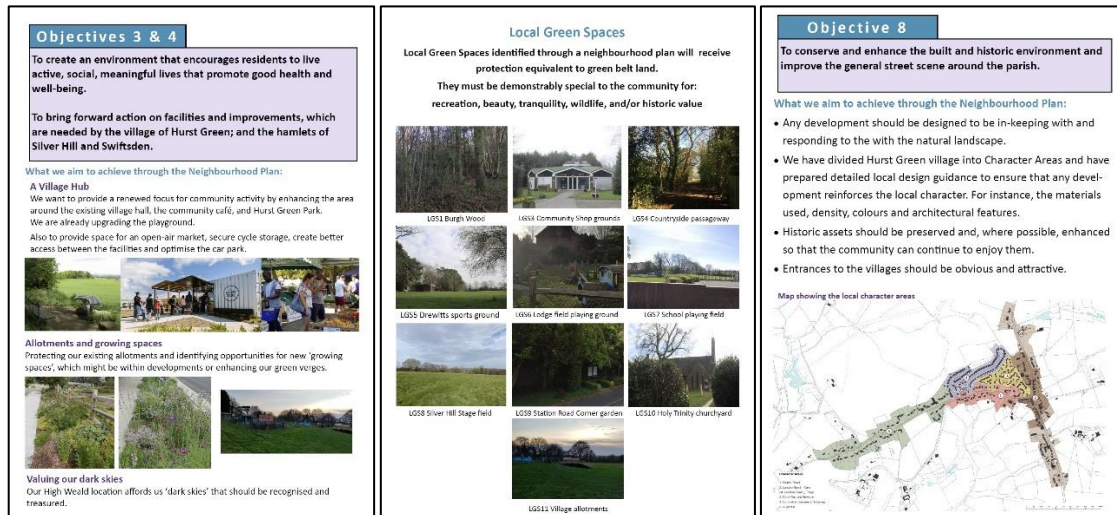 Objectives 3 & 4
To create an environment that encourages residents to live
active, social, meaningful lives that promote good health and
well-being.
To bring forward action on facilities and improvements, which
are needed by the village of Hurst Green; and the hamlets of
Silver Hill and Swiftsden.
What we aim to achieve through the Neighbourhood Plan:
A Village Hub
We want to provide a renewed focus for community activity by enhancing the area
around the existing village hall, the community café, and Hurst Green Park.
We are already upgrading the playground.
Also to provide space for an open-air market, secure cycle storage, create better
access between the facilities and optimise the car park.
Allotments and growing spaces
Protecting our existing allotments and identifying opportunities for new 'growing
spaces', which might be within developments or enhancing our green verges.
Valuing our dark skies
Our High Weald location affords us 'dark skies' that should be recognised and
treasured.
Local Green Spaces
Local Green Spaces identified through a neighbourhood plan will receive
protection equivalent to green belt land.
They must be demonstrably special to the community for:
recreation, beauty, tranquility, wildlife, and/or historic value
LGS1 Burgh Wood
LGS3 Community Shop grounds
LGS4 Countryside passageway
LGS5 Drewitts sports ground
LGS6 Lodge field playing ground
LGS7 School playing field
LGS8 Silver Hill Stage field
LGS9 Station Road Corner garden
LGS10 Holy Trinity churchyard
LGS11 Village allotments
Objective 8
To conserve and enhance the built and historic environment and
improve the general street scene around the parish.
What we aim to achieve through the Neighbourhood Plan:
• Any development should be designed to be in-keeping with and
responding to the with the natural landscape.
• We have divided Hurst Green village into Character Areas and have
prepared detailed local design guidance to ensure that any devel-
opment reinforces the local character. For instance, the materials
used, density, colours and architectural features.
• Historic assets should be preserved and, where possible, enhanced
so that the community can continue to enjoy them.
• Entrances to the villages should be obvious and attractive.
Map showing the local character areas